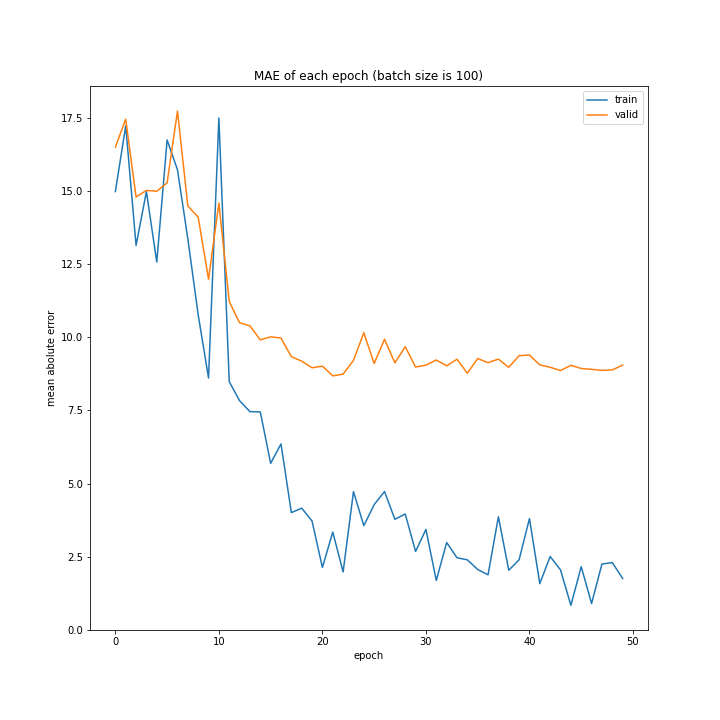 MAE of each epoch (batch size is 100)
train
valid
17.5
15.0
12.5
10.0
7.5
5.0
2.5
0.0
mean abolute error
0 10 20 30 40 50
epoch